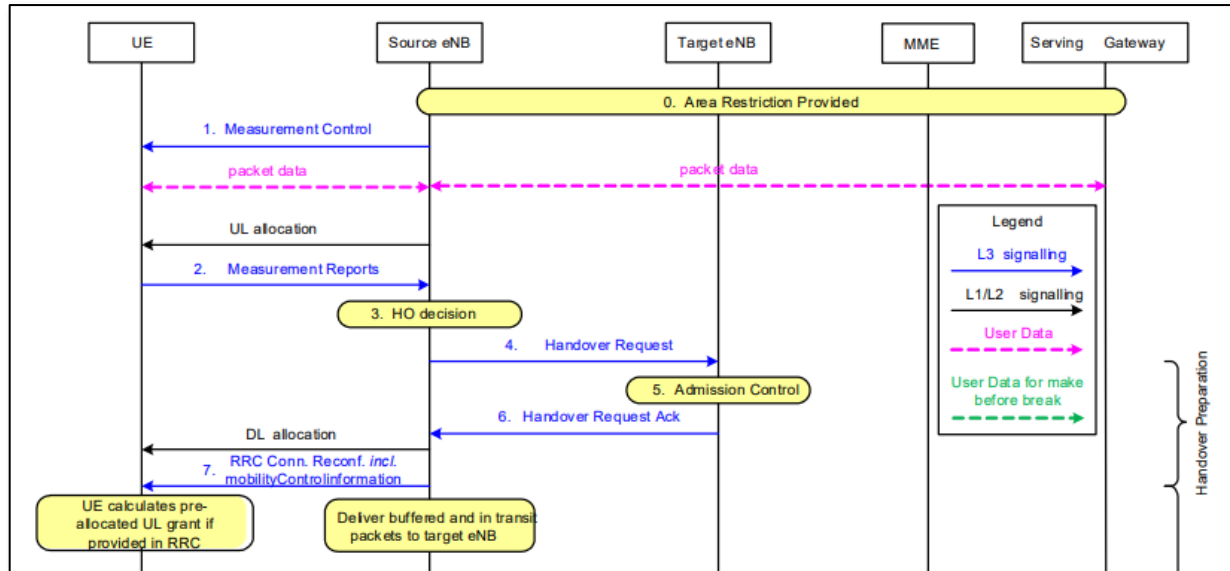 UE
Source eNB
Target eNB
MME
Serving Gateway
0. Area Restriction Provided
1. Measurement Control
packet data
packet data
UL allocation
Legend
L3 signalling
L1/L2 signalling
User Data
User Data for make
before break
2. Measurement Reports
3. HO decision
4. Handover Request
5. Admission Control
6. Handover Request Ack
DL allocation
7. RRC Conn. Reconf. incl.
mobilityControlinformation
UE calculates pre-
allocated UL grant if
provided in RRC
Deliver buffered and in transit
packets to target eNB
Handover Preparation